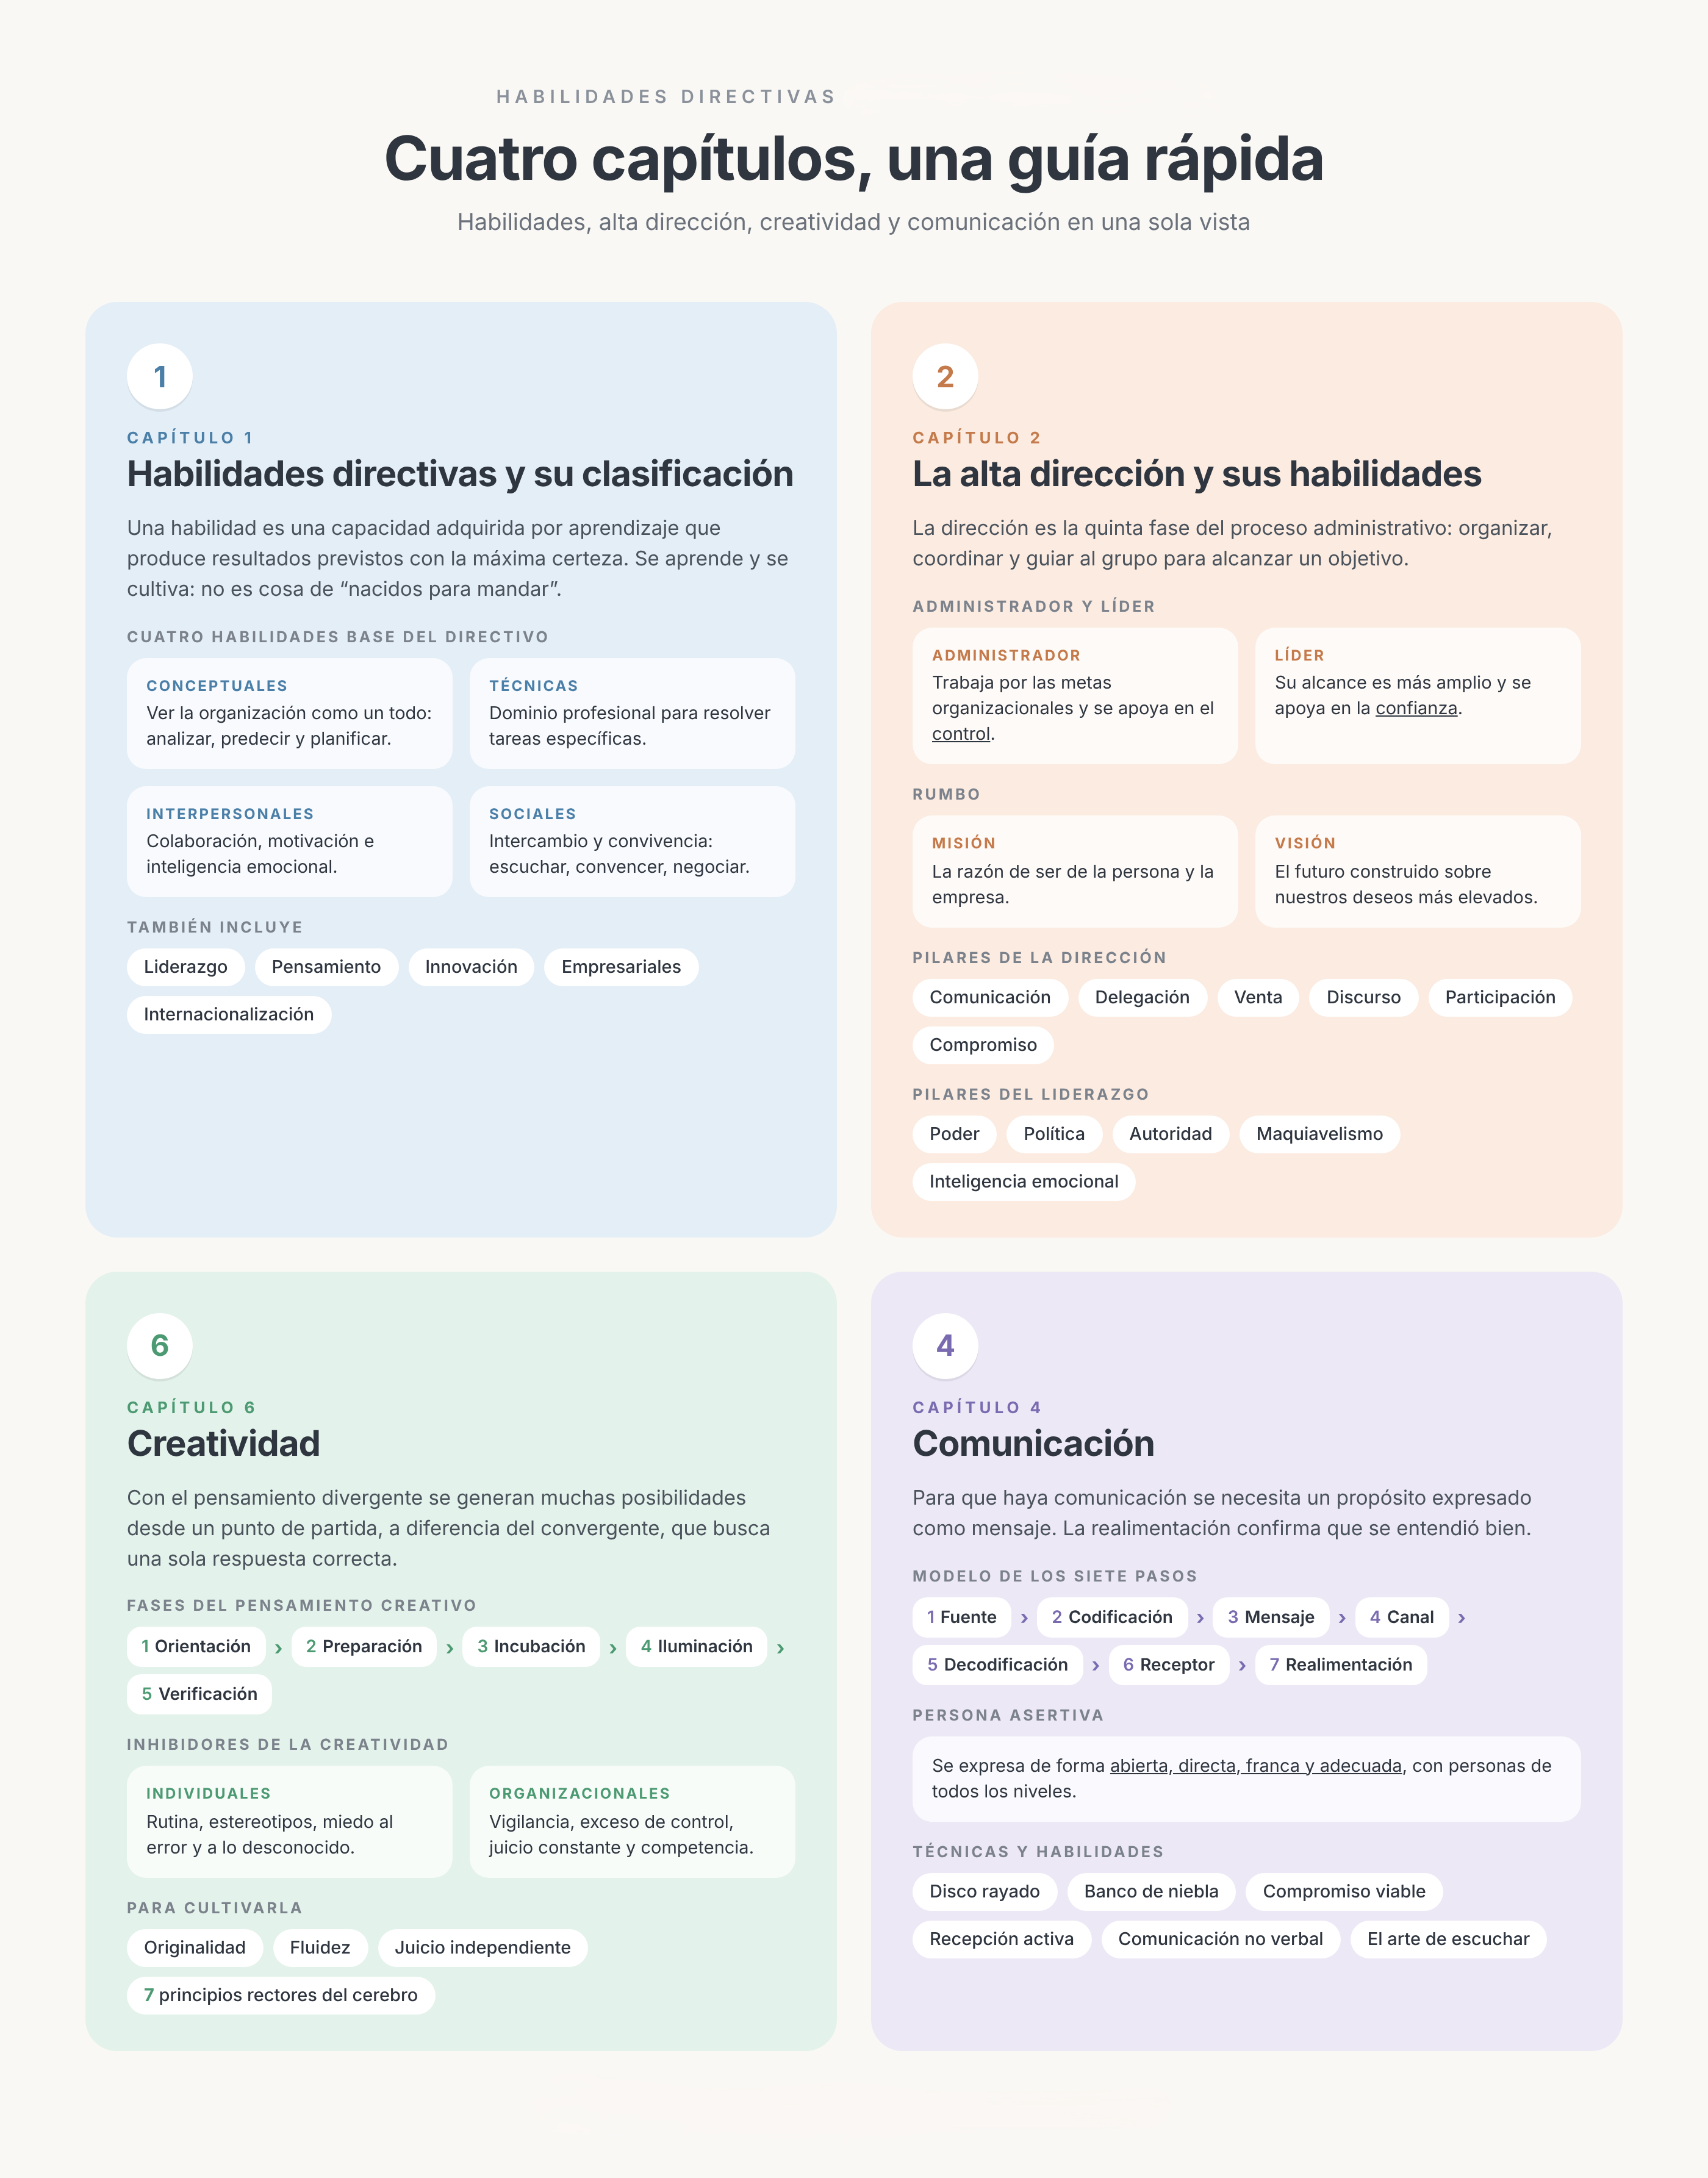 HABILIDADES DIRECTIVAS
Cuatro capítulos, una guía rápida
Habilidades, alta dirección, creatividad y comunicación en una sola vista
1
CAPÍTULO 1
Habilidades directivas y su clasificación
Una habilidad es una capacidad adquirida por aprendizaje que
produce resultados previstos con la máxima certeza. Se aprende y se
cultiva: no es cosa de “nacidos para mandar”.
CUATRO HABILIDADES BASE DEL DIRECTIVO
CONCEPTUALES
Ver la organización como un todo:
analizar, predecir y planificar.
TÉCNICAS
Dominio profesional para resolver
tareas específicas.
INTERPERSONALES
Colaboración, motivación e
inteligencia emocional.
SOCIALES
Intercambio y convivencia:
escuchar, convencer, negociar.
TAMBIÉN INCLUYE
Liderazgo Pensamiento Innovación Empresariales
Internacionalización
2
CAPÍTULO 2
La alta dirección y sus habilidades
La dirección es la quinta fase del proceso administrativo: organizar,
coordinar y guiar al grupo para alcanzar un objetivo.
ADMINISTRADOR Y LÍDER
ADMINISTRADOR
Trabaja por las metas
organizacionales y se apoya en el
control.
LÍDER
Su alcance es más amplio y se
apoya en la confianza.
RUMBO
MISIÓN
La razón de ser de la persona y la
empresa.
VISIÓN
El futuro construido sobre
nuestros deseos más elevados.
PILARES DE LA DIRECCIÓN
Comunicación Delegación Venta Discurso Participación
Compromiso
PILARES DEL LIDERAZGO
Poder Política Autoridad Maquiavelismo
Inteligencia emocional
6
CAPÍTULO 6
Creatividad
Con el pensamiento divergente se generan muchas posibilidades
desde un punto de partida, a diferencia del convergente, que busca
una sola respuesta correcta.
FASES DEL PENSAMIENTO CREATIVO
1 Orientación › 2 Preparación › 3 Incubación › 4 Iluminación ›
5 Verificación
INHIBIDORES DE LA CREATIVIDAD
INDIVIDUALES
Rutina, estereotipos, miedo al
error y a lo desconocido.
ORGANIZACIONALES
Vigilancia, exceso de control,
juicio constante y competencia.
PARA CULTIVARLA
Originalidad Fluidez Juicio independiente
7 principios rectores del cerebro
4
CAPÍTULO 4
Comunicación
Para que haya comunicación se necesita un propósito expresado
como mensaje. La realimentación confirma que se entendió bien.
MODELO DE LOS SIETE PASOS
1 Fuente › 2 Codificación › 3 Mensaje › 4 Canal ›
5 Decodificación › 6 Receptor › 7 Realimentación
PERSONA ASERTIVA
Se expresa de forma abierta, directa, franca y adecuada, con personas de
todos los niveles.
TÉCNICAS Y HABILIDADES
Disco rayado Banco de niebla Compromiso viable
Recepción activa Comunicación no verbal El arte de escuchar